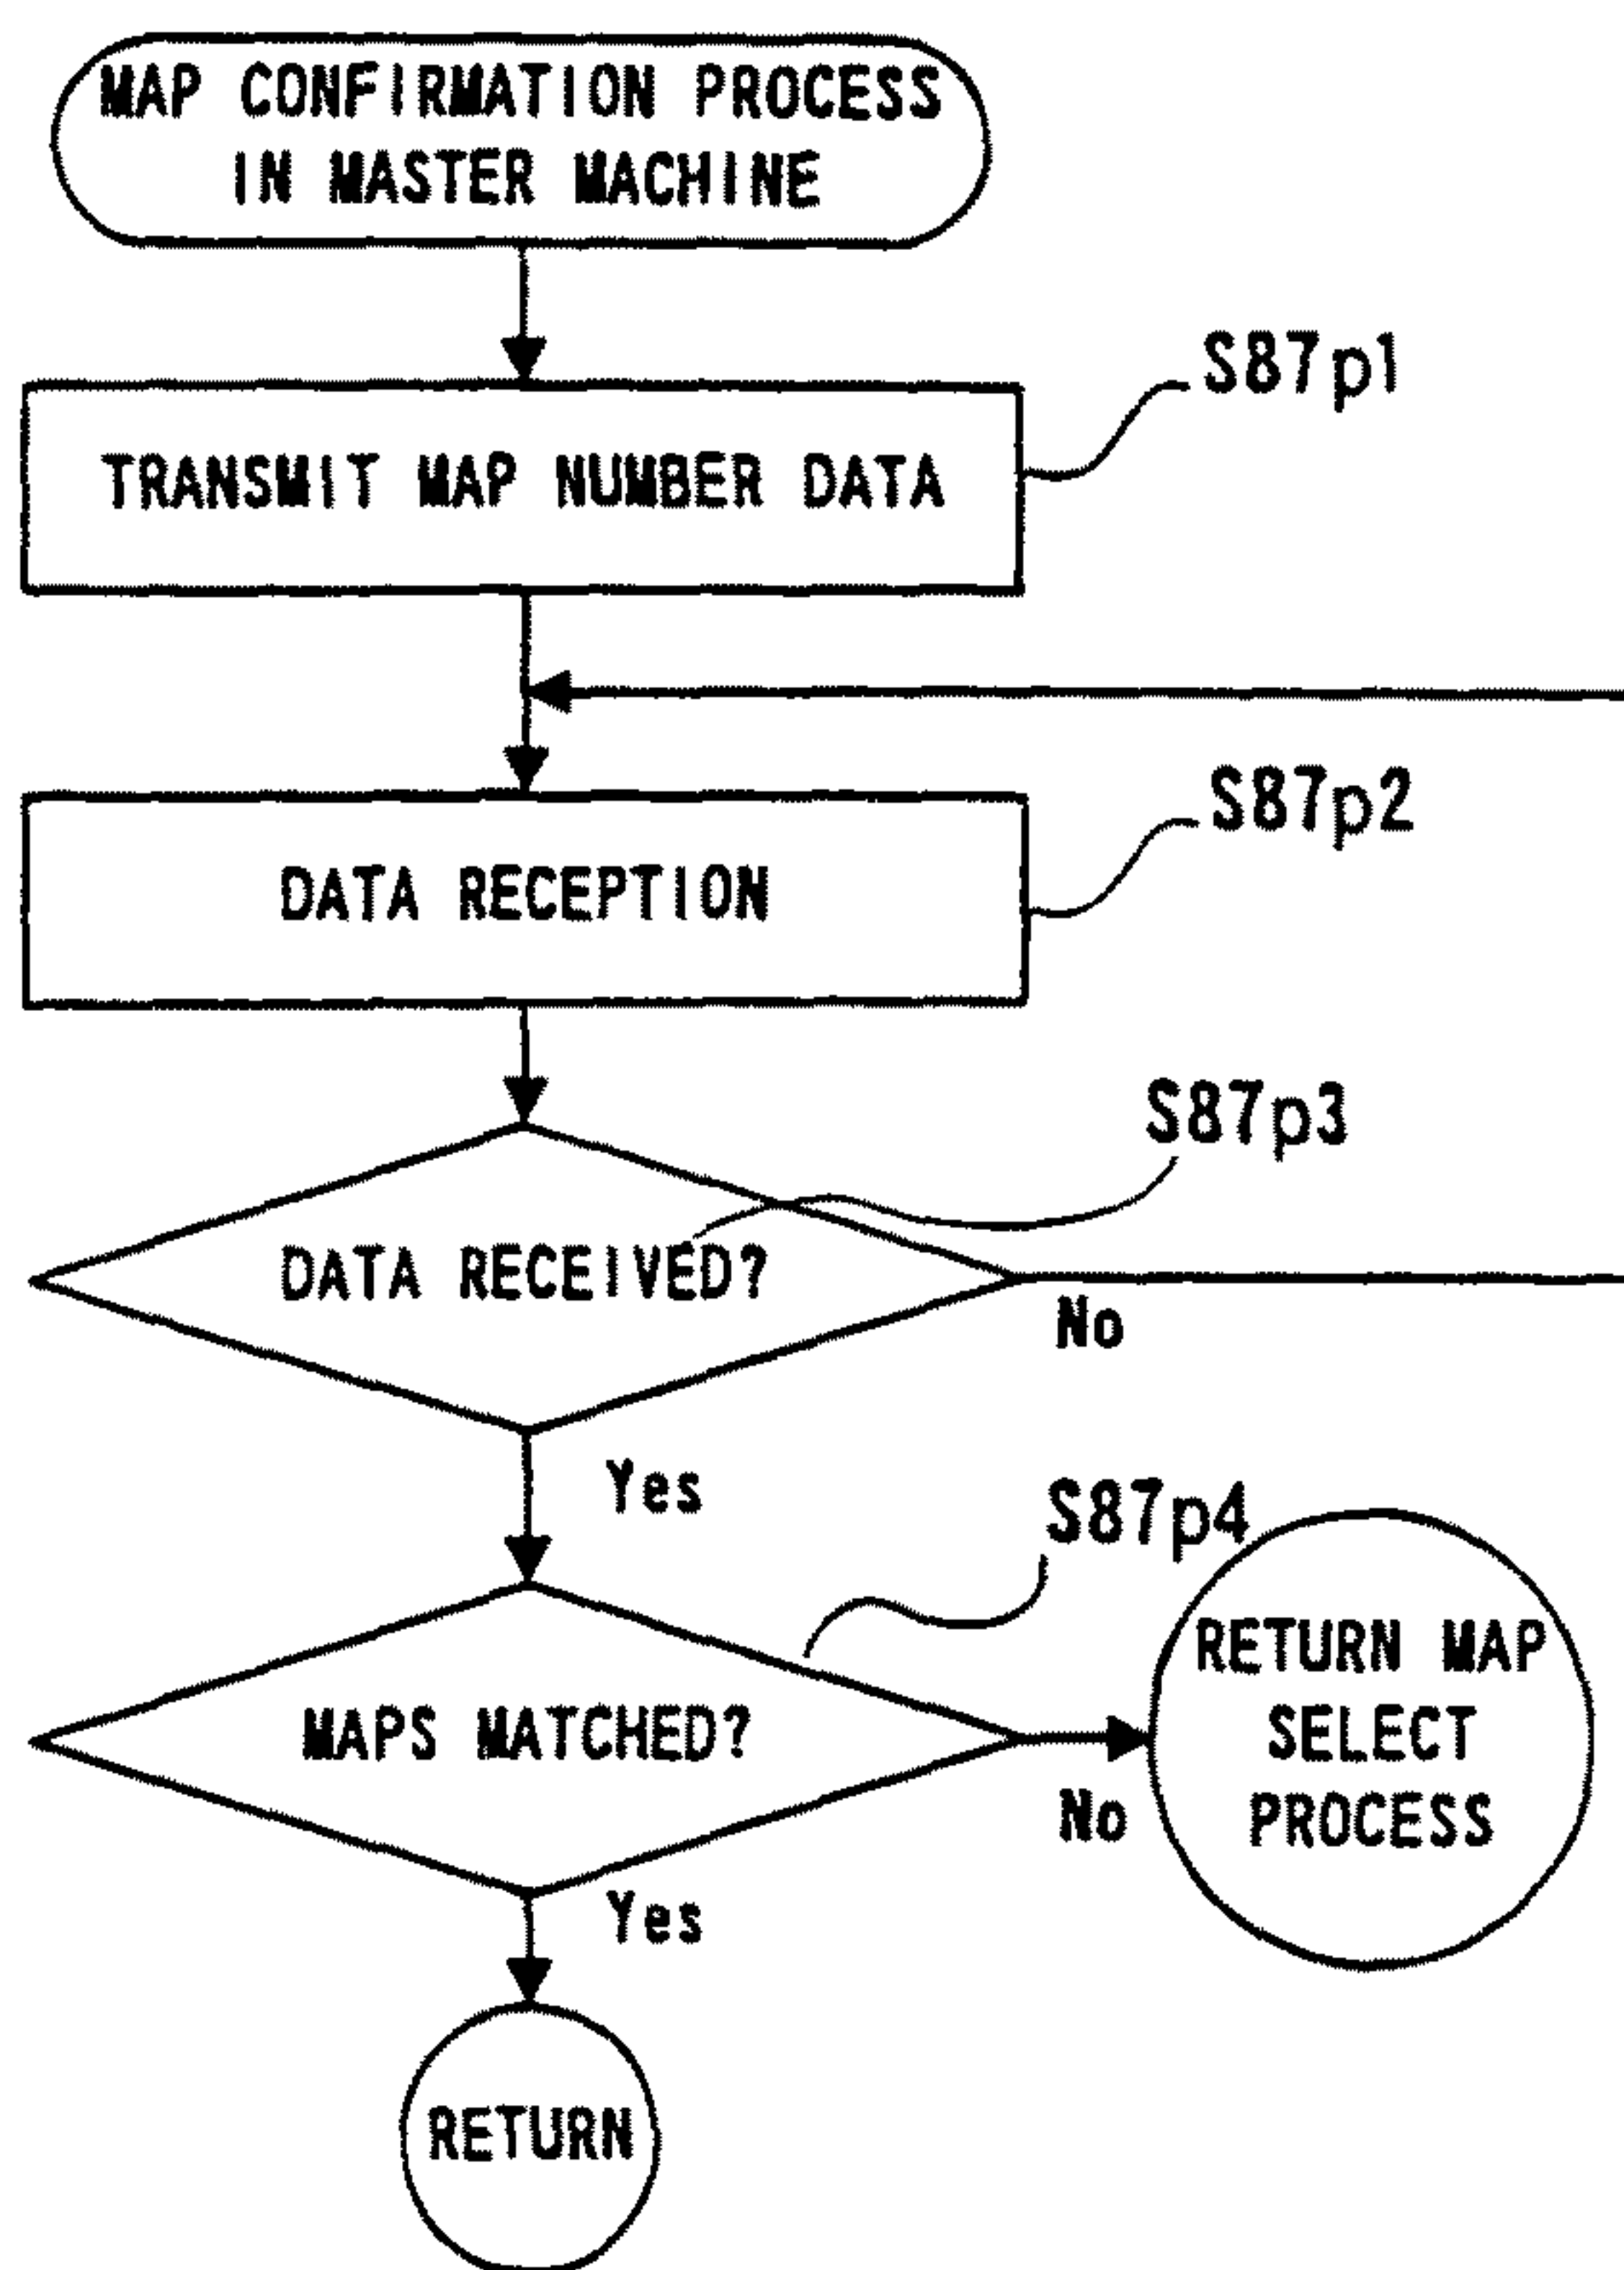 MAP CONFIRMATION PROCESS
IN MASTER MACHINE
S87p1
TRANSMIT MAP NUMBER DATA
S87p2
DATA RECEPTION
S87p3
DATA RECEIVED?
No
Yes
S87p4
MAPS MATCHED?
No
RETURN MAP
SELECT
PROCESS
Yes
RETURN